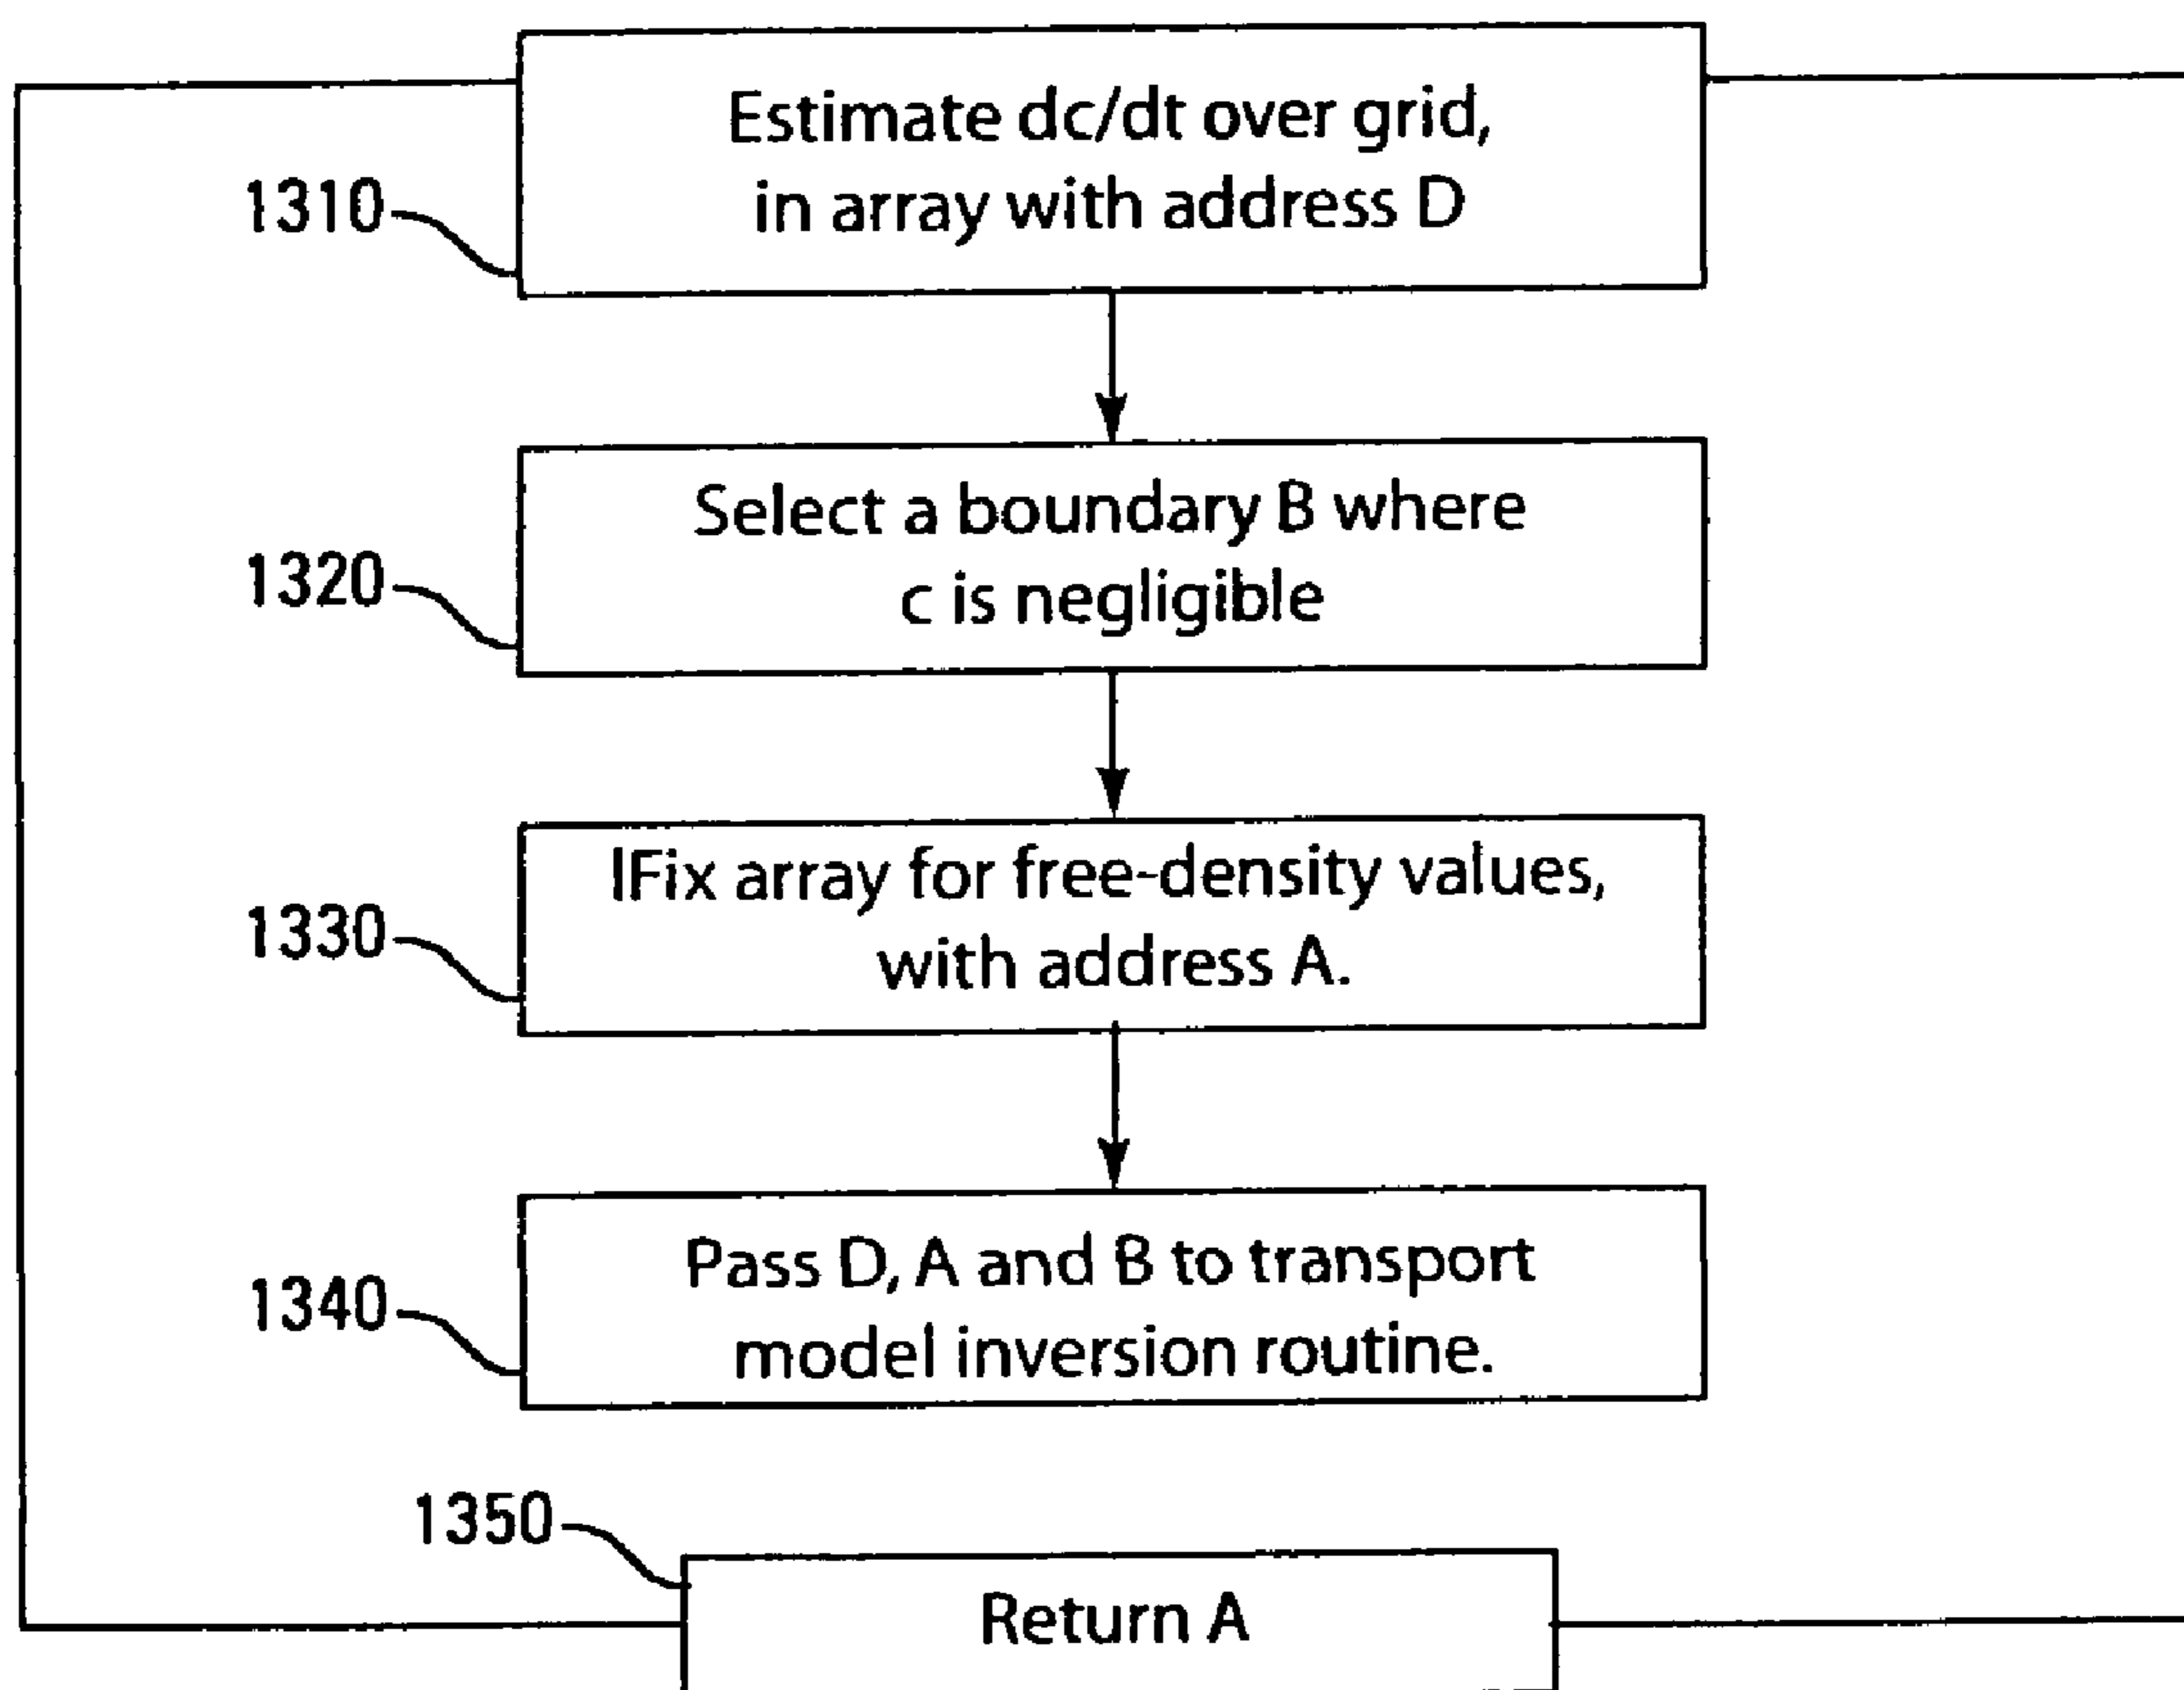 Estimate dc/dt over grid,
in array with address D
1310
Select a boundary B where
c is negligible
1320
IFix array for free-density values,
with address A.
1330
Pass D, A and B to transport
model inversion routine.
1340
1350
Return A